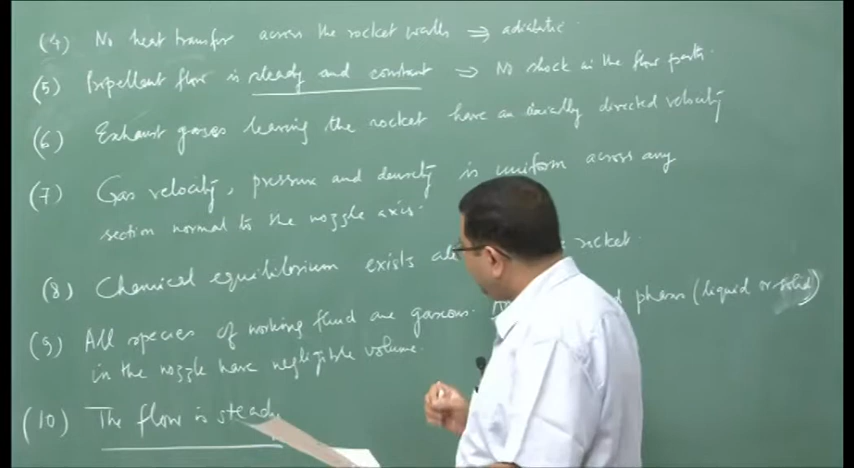 (4) No heat transfer across the rocket walls ⇒ adiabatic.
(5) Propellant flow is steady and constant ⇒ No shock in the flow path.
(6) Exhaust gases leaving the rocket have an axially directed velocity
(7) Gas velocity, pressure and density is uniform across any
section normal to the nozzle axis.
(8) Chemical equilibrium exists rocket.
(9) All species of working fluid are gaseous. phases (liquid or solid)
in the nozzle have negligible volume.
(10) The flow is steady